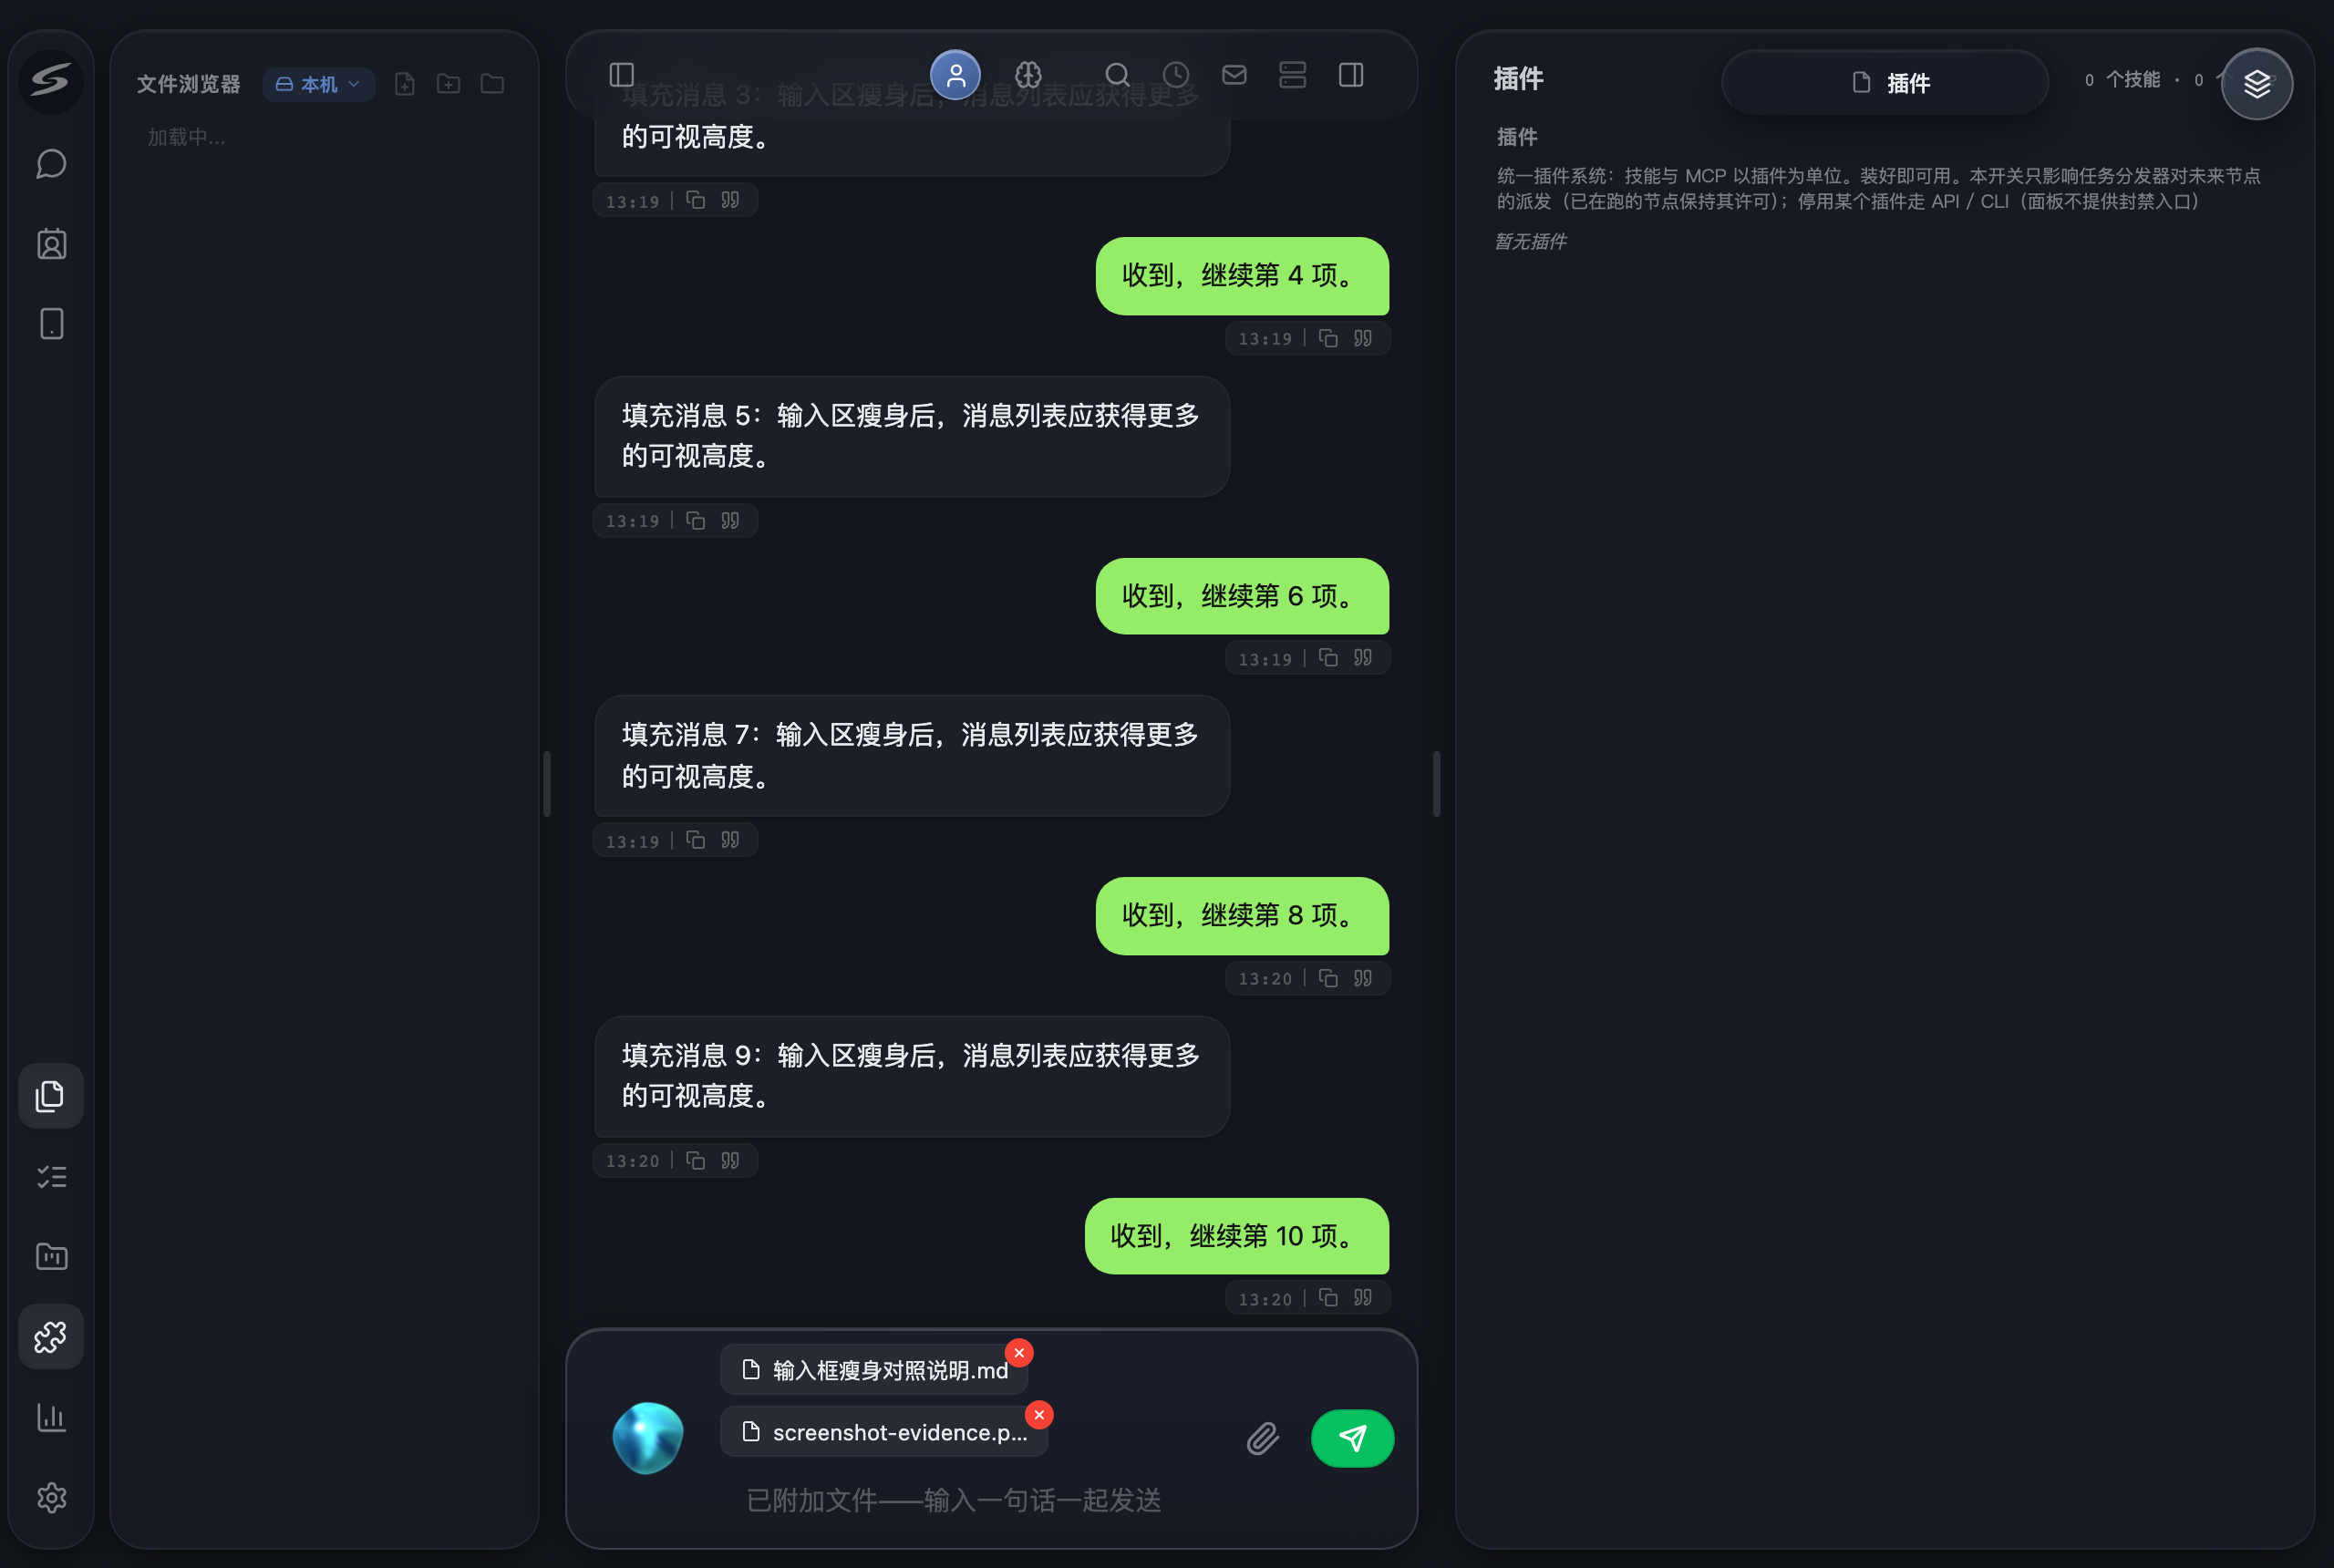 文件浏览器
本机
加载中...
填充消息 3：输入区瘦身后，消息列表应获得更多
的可视高度。
13:19
收到，继续第 4 项。
13:19
填充消息 5：输入区瘦身后，消息列表应获得更多
的可视高度。
13:19
收到，继续第 6 项。
13:19
填充消息 7：输入区瘦身后，消息列表应获得更多
的可视高度。
13:19
收到，继续第 8 项。
13:20
填充消息 9：输入区瘦身后，消息列表应获得更多
的可视高度。
13:20
收到，继续第 10 项。
13:20
输入框瘦身对照说明.md
screenshot-evidence.p...
已附加文件——输入一句话一起发送
插件
插件
0 个技能 · 0
插件
统一插件系统：技能与 MCP 以插件为单位。装好即可用。本开关只影响任务分发器对未来节点
的派发（已在跑的节点保持其许可）；停用某个插件走 API / CLI（面板不提供封禁入口）
暂无插件